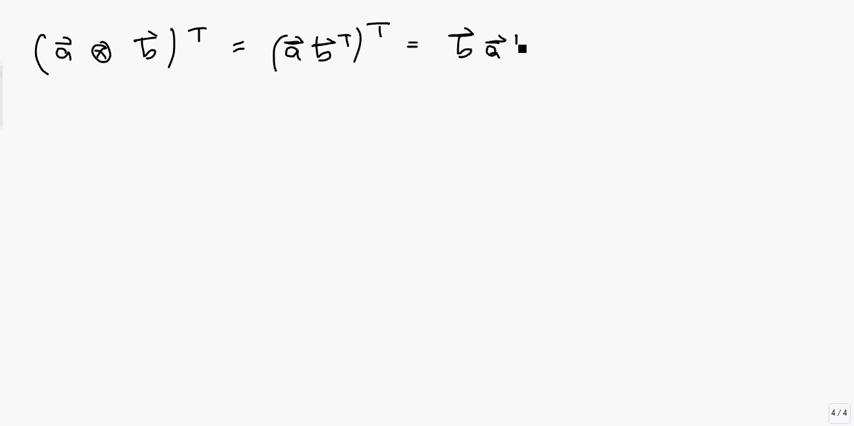 (a⃗ ⊗ b⃗)ᵀ = (a⃗ b⃗ᵀ)ᵀ = b⃗ a⃗
4 / 4